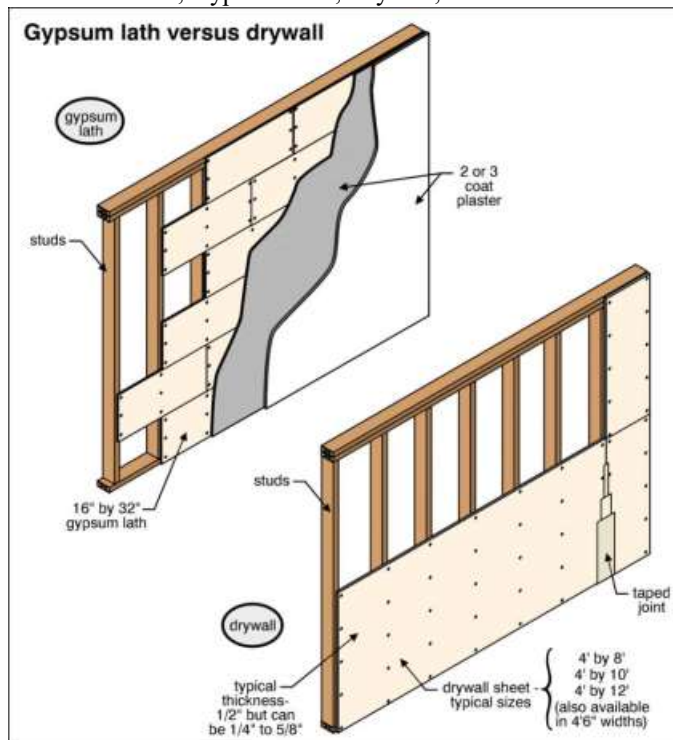 Gypsum lath versus drywall
gypsum
lath
2 or 3
coat
plaster
studs
16" by 32"
gypsum lath
studs
taped
joint
drywall
typical
thickness-
1/2" but can
be 1/4" to 5/8"
drywall sheet
typical sizes
4' by 8'
4' by 10'
4' by 12'
(also available
in 4'6" widths)